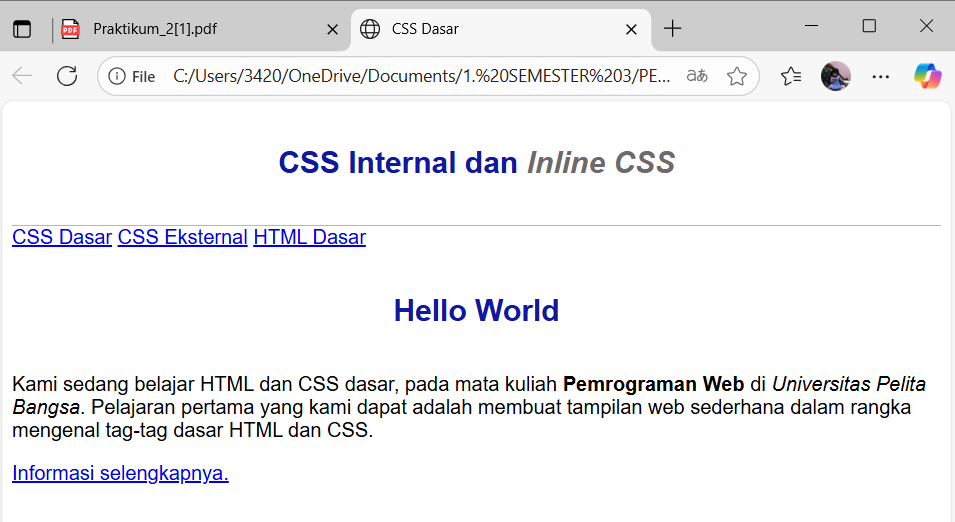 Praktikum_2[1].pdf
CSS Dasar
File
C:/Users/3420/OneDrive/Documents/1.%20SEMESTER%203/PE...
CSS Internal dan Inline CSS
CSS Dasar CSS Eksternal HTML Dasar
Hello World
Kami sedang belajar HTML dan CSS dasar, pada mata kuliah Pemrograman Web di Universitas Pelita
Bangsa. Pelajaran pertama yang kami dapat adalah membuat tampilan web sederhana dalam rangka
mengenal tag-tag dasar HTML dan CSS.
Informasi selengkapnya.